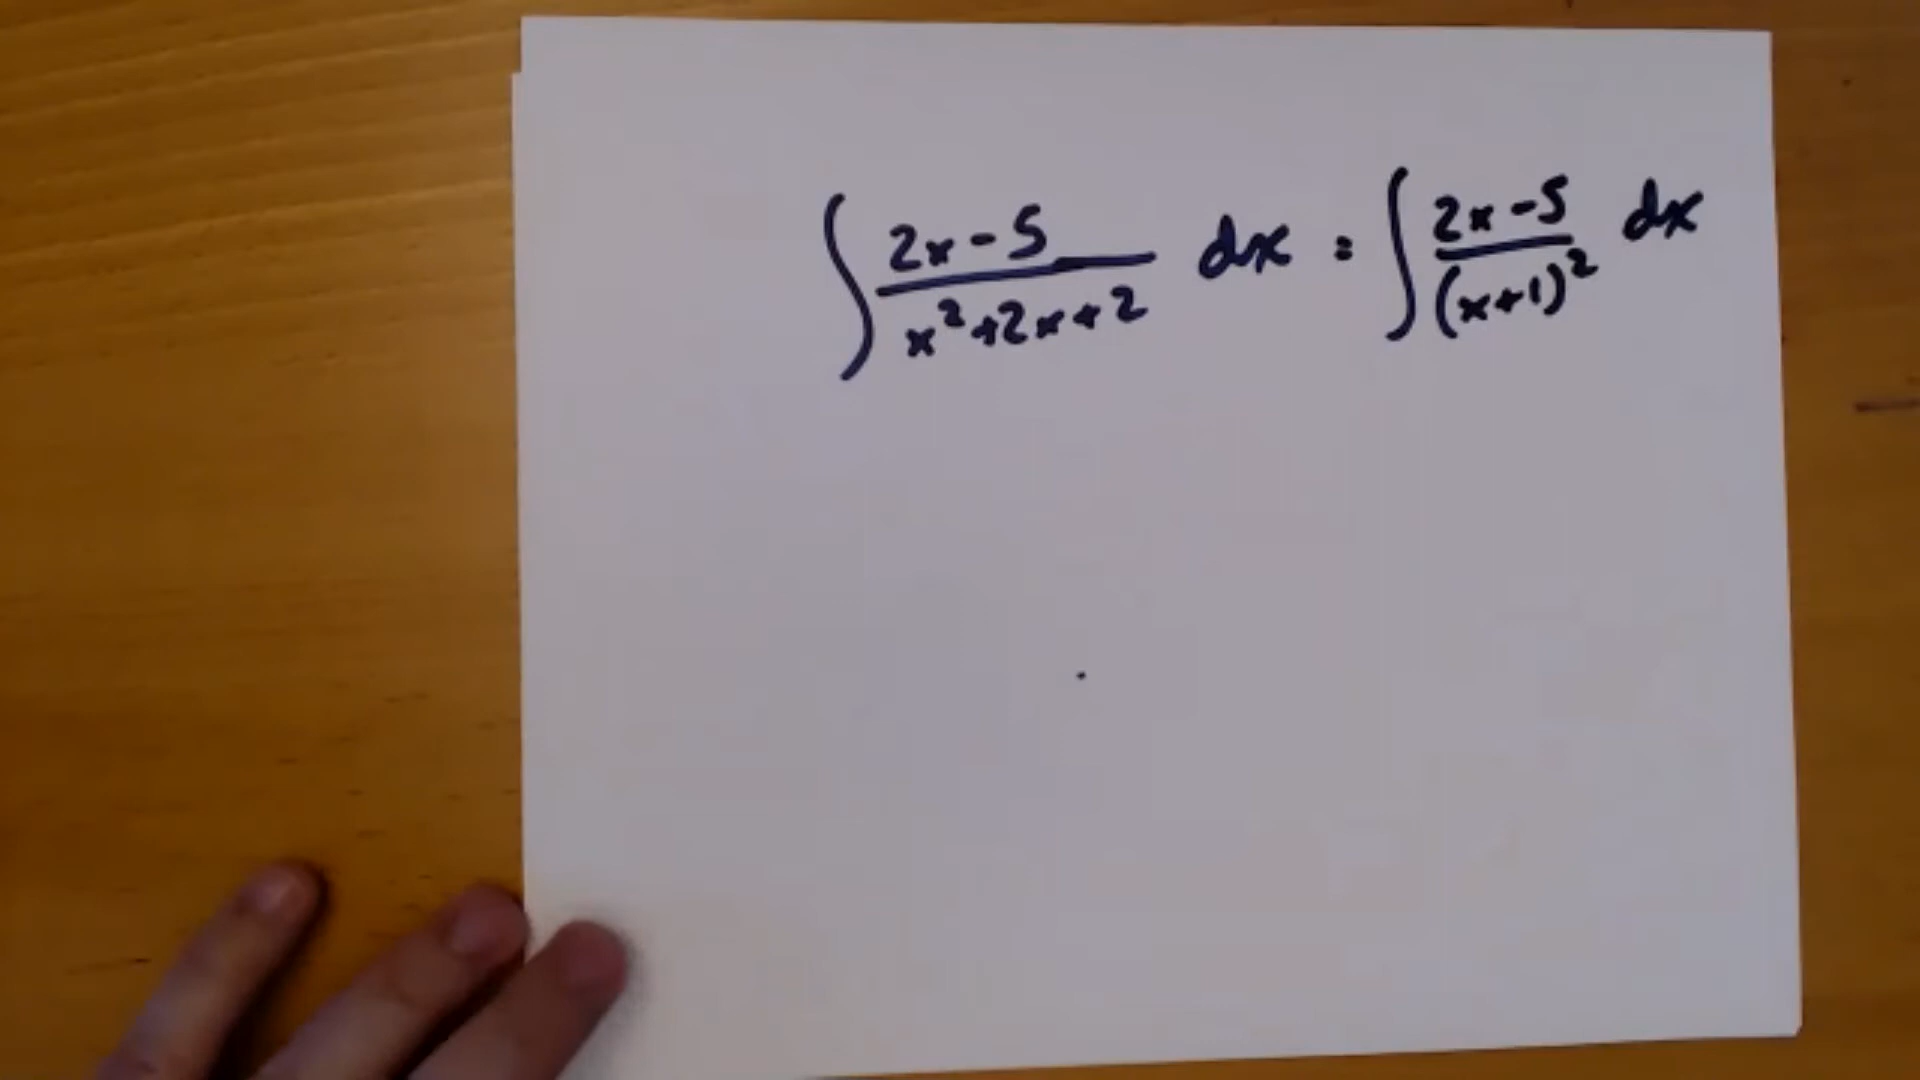 ∫ (2x-5)/(x²+2x+2) dx = ∫ (2x-5)/(x+1)² dx